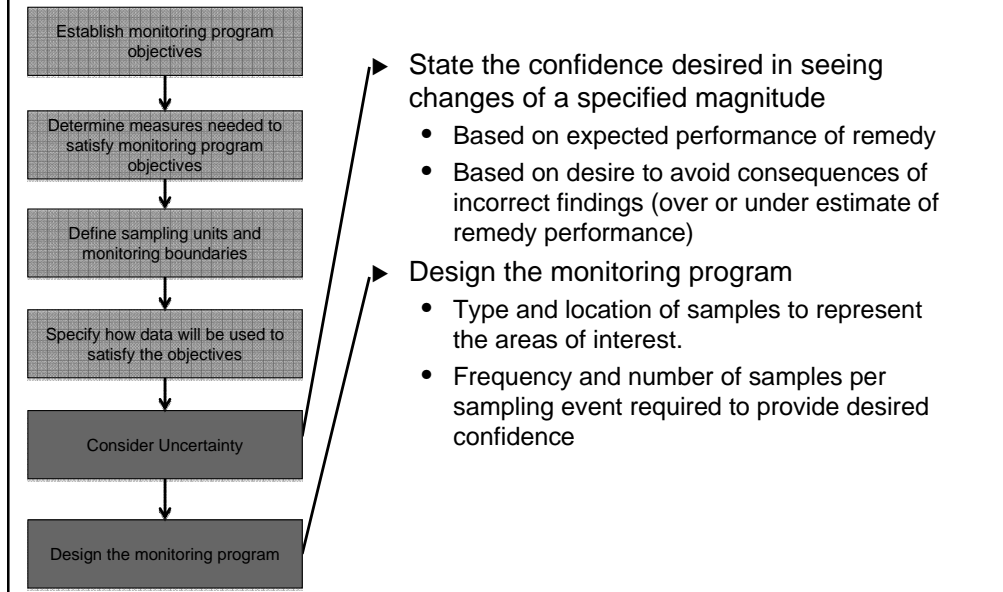 Establish monitoring program
objectives
Determine measures needed to
satisfy monitoring program
objectives
Define sampling units and
monitoring boundaries
Specify how data will be used to
satisfy the objectives
Consider Uncertainty
Design the monitoring program
► State the confidence desired in seeing
changes of a specified magnitude
• Based on expected performance of remedy
• Based on desire to avoid consequences of
incorrect findings (over or under estimate of
remedy performance)
► Design the monitoring program
• Type and location of samples to represent
the areas of interest.
• Frequency and number of samples per
sampling event required to provide desired
confidence